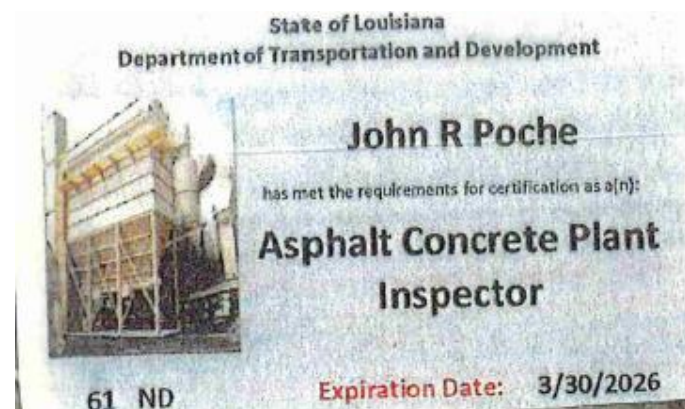 State of Louisiana
Department of Transportation and Development
John R Poche
has met the requirements for certification as a(n):
Asphalt Concrete Plant
Inspector
61 ND
Expiration Date: 3/30/2026